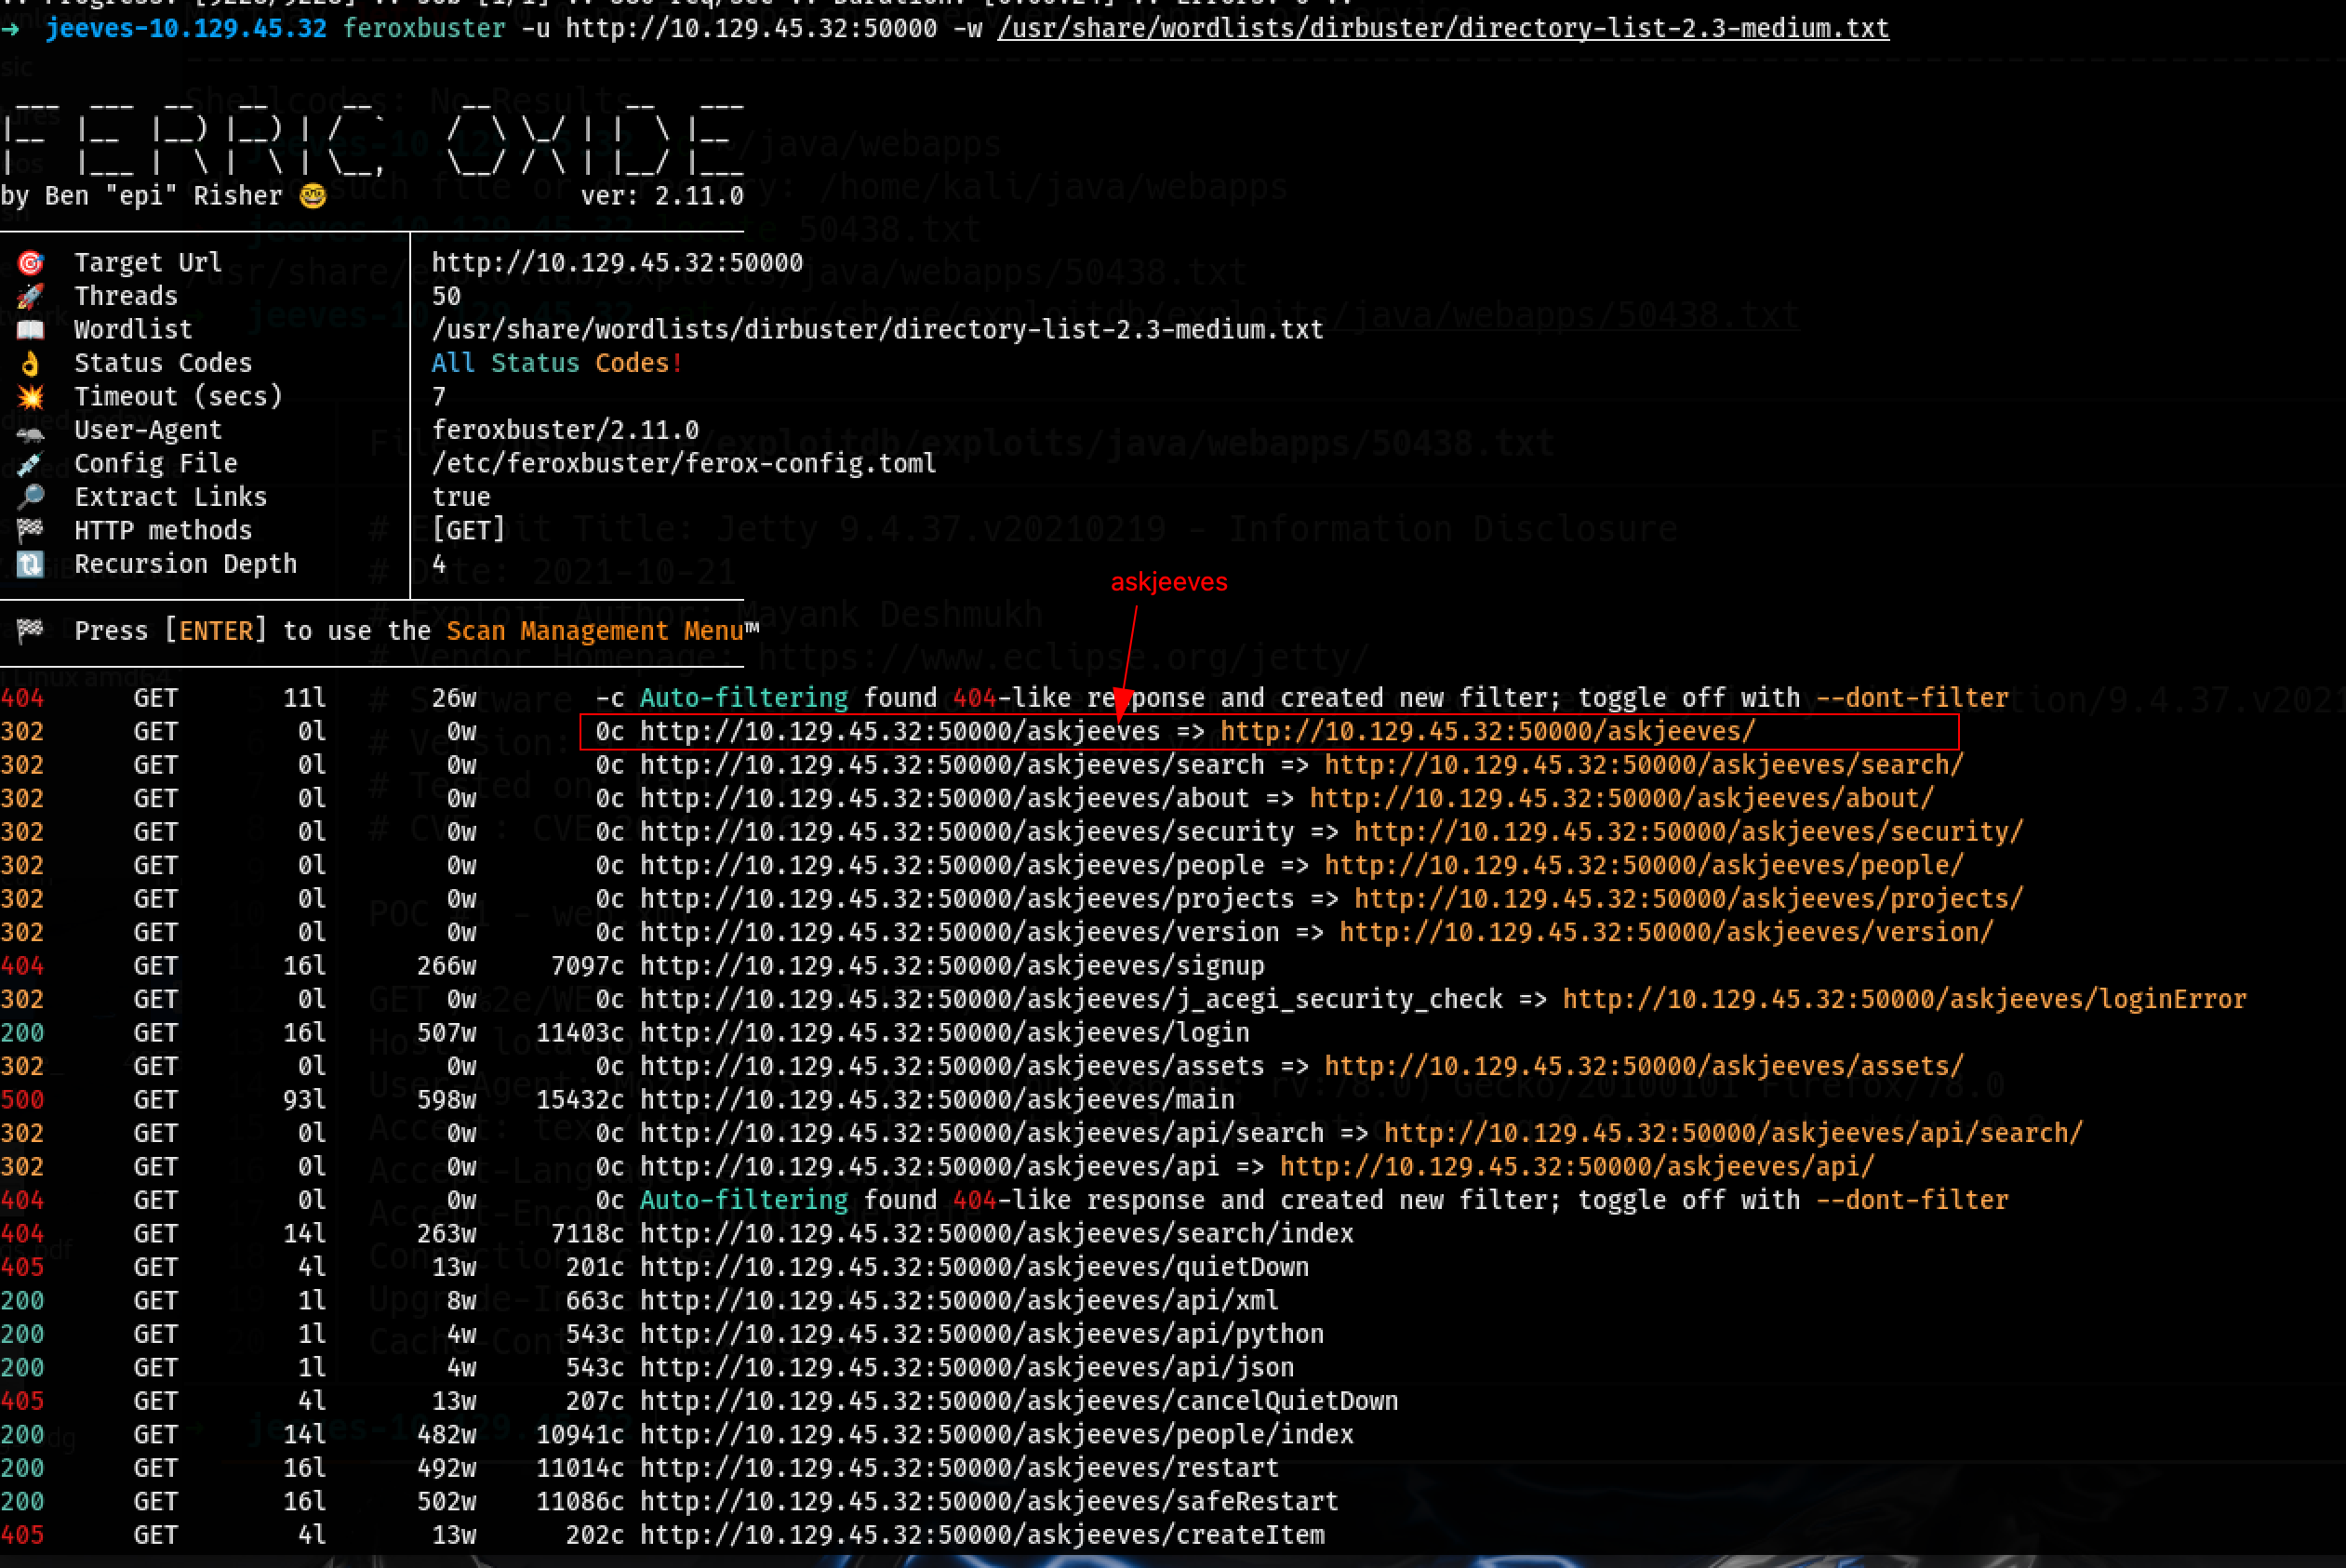 → jeeves-10.129.45.32 feroxbuster -u http://10.129.45.32:50000 -w /usr/share/wordlists/dirbuster/directory-list-2.3-medium.txt
FERRIC OXIDE
by Ben "epi" Risher 🤓 ver: 2.11.0
🎯 Target Url http://10.129.45.32:50000
🚀 Threads 50
📖 Wordlist /usr/share/wordlists/dirbuster/directory-list-2.3-medium.txt
👌 Status Codes All Status Codes!
💥 Timeout (secs) 7
🦡 User-Agent feroxbuster/2.11.0
💉 Config File /etc/feroxbuster/ferox-config.toml
🔎 Extract Links true
🏁 HTTP methods [GET]
🔃 Recursion Depth 4
askjeeves
🏁 Press [ENTER] to use the Scan Management Menu™
404 GET 11l 26w -c Auto-filtering found 404-like response and created new filter; toggle off with --dont-filter
302 GET 0l 0w 0c http://10.129.45.32:50000/askjeeves => http://10.129.45.32:50000/askjeeves/
302 GET 0l 0w 0c http://10.129.45.32:50000/askjeeves/search => http://10.129.45.32:50000/askjeeves/search/
302 GET 0l 0w 0c http://10.129.45.32:50000/askjeeves/about => http://10.129.45.32:50000/askjeeves/about/
302 GET 0l 0w 0c http://10.129.45.32:50000/askjeeves/security => http://10.129.45.32:50000/askjeeves/security/
302 GET 0l 0w 0c http://10.129.45.32:50000/askjeeves/people => http://10.129.45.32:50000/askjeeves/people/
302 GET 0l 0w 0c http://10.129.45.32:50000/askjeeves/projects => http://10.129.45.32:50000/askjeeves/projects/
302 GET 0l 0w 0c http://10.129.45.32:50000/askjeeves/version => http://10.129.45.32:50000/askjeeves/version/
404 GET 16l 266w 7097c http://10.129.45.32:50000/askjeeves/signup
302 GET 0l 0w 0c http://10.129.45.32:50000/askjeeves/j_acegi_security_check => http://10.129.45.32:50000/askjeeves/loginError
200 GET 16l 507w 11403c http://10.129.45.32:50000/askjeeves/login
302 GET 0l 0w 0c http://10.129.45.32:50000/askjeeves/assets => http://10.129.45.32:50000/askjeeves/assets/
500 GET 93l 598w 15432c http://10.129.45.32:50000/askjeeves/main
302 GET 0l 0w 0c http://10.129.45.32:50000/askjeeves/api/search => http://10.129.45.32:50000/askjeeves/api/search/
302 GET 0l 0w 0c http://10.129.45.32:50000/askjeeves/api => http://10.129.45.32:50000/askjeeves/api/
404 GET 0l 0w 0c Auto-filtering found 404-like response and created new filter; toggle off with --dont-filter
404 GET 14l 263w 7118c http://10.129.45.32:50000/askjeeves/search/index
405 GET 4l 13w 201c http://10.129.45.32:50000/askjeeves/quietDown
200 GET 1l 8w 663c http://10.129.45.32:50000/askjeeves/api/xml
200 GET 1l 4w 543c http://10.129.45.32:50000/askjeeves/api/python
200 GET 1l 4w 543c http://10.129.45.32:50000/askjeeves/api/json
405 GET 4l 13w 207c http://10.129.45.32:50000/askjeeves/cancelQuietDown
200 GET 14l 482w 10941c http://10.129.45.32:50000/askjeeves/people/index
200 GET 16l 492w 11014c http://10.129.45.32:50000/askjeeves/restart
200 GET 16l 502w 11086c http://10.129.45.32:50000/askjeeves/safeRestart
405 GET 4l 13w 202c http://10.129.45.32:50000/askjeeves/createItem